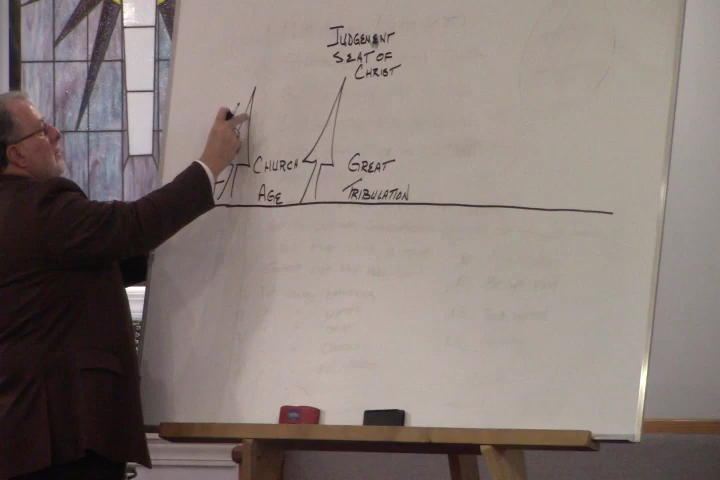 JUDGEMENT
SEAT OF
CHRIST
CHURCH
AGE
GREAT
TRIBULATION